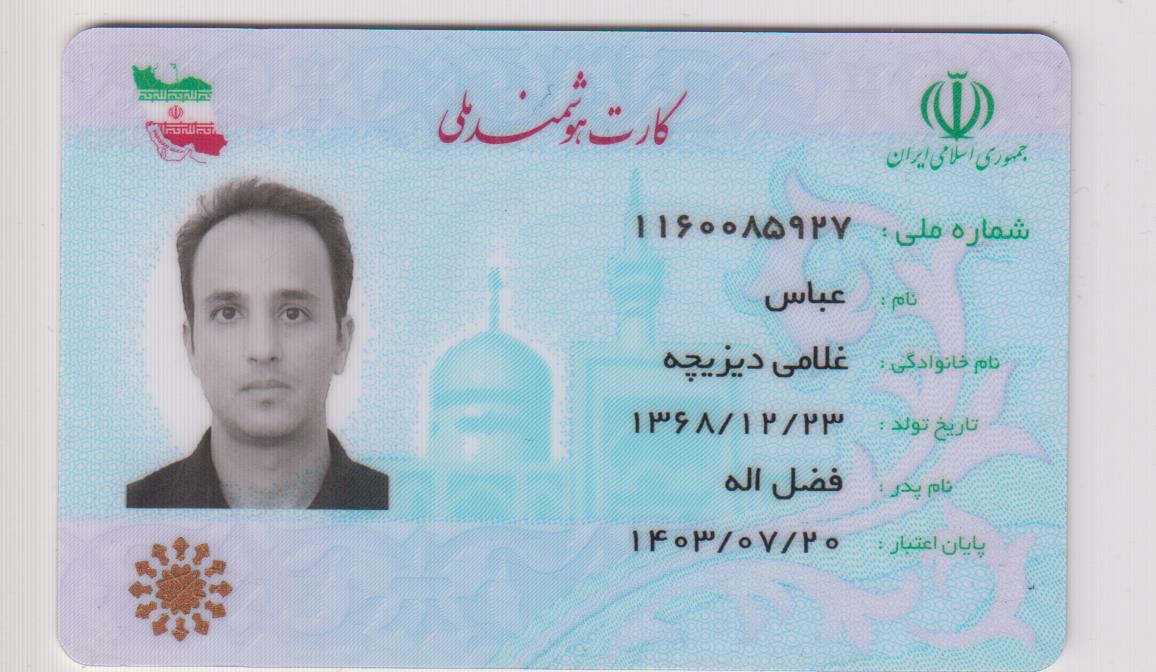 کارت هوشمند ملی
جمهوری اسلامی ایران
شماره ملی : ۱۱۶۰۰۸۵۹۲۷
نام : عباس
نام خانوادگی : غلامی دیزیچه
تاریخ تولد : ۱۳۶۸/۱۲/۲۳
نام پدر : فضل اله
پایان اعتبار : ۱۴۰۳/۰۷/۲۰